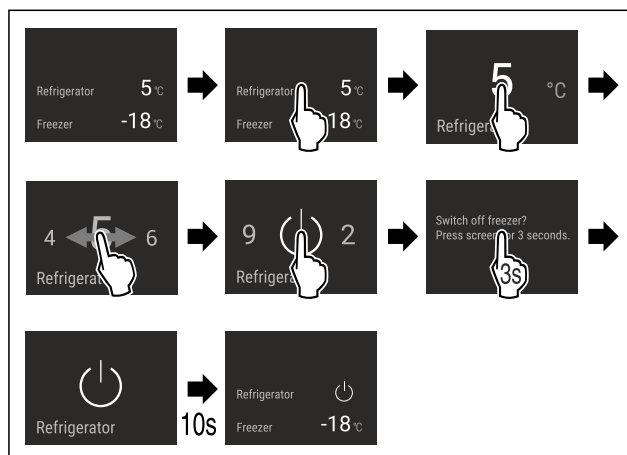 Refrigerator 5 °C
Freezer -18 °C
Refrigerator 5 °C
Freezer 18 °C
5 °C
Refrigera
4 5 6
Refrigerat
9 2
Refrigera
Switch off freezer?
Press screen for 3 seconds.
3s
Refrigerator
10s
Refrigerator
Freezer -18 °C